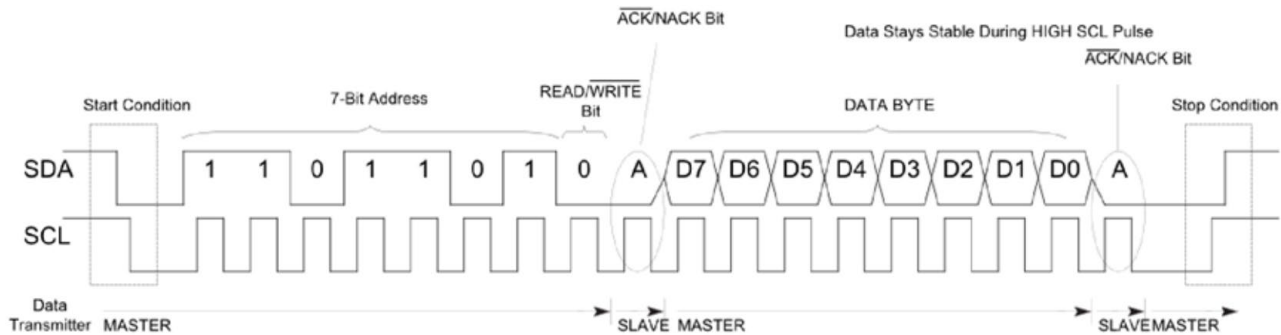 ACK/NACK Bit
Data Stays Stable During HIGH SCL Pulse
ACK/NACK Bit
Start Condition
7-Bit Address
READ/WRITE
Bit
DATA BYTE
Stop Condition
SDA 1 1 0 1 1 0 1 0 A D7 D6 D5 D4 D3 D2 D1 D0 A
SCL
Data
Transmitter MASTER SLAVE MASTER SLAVE MASTER